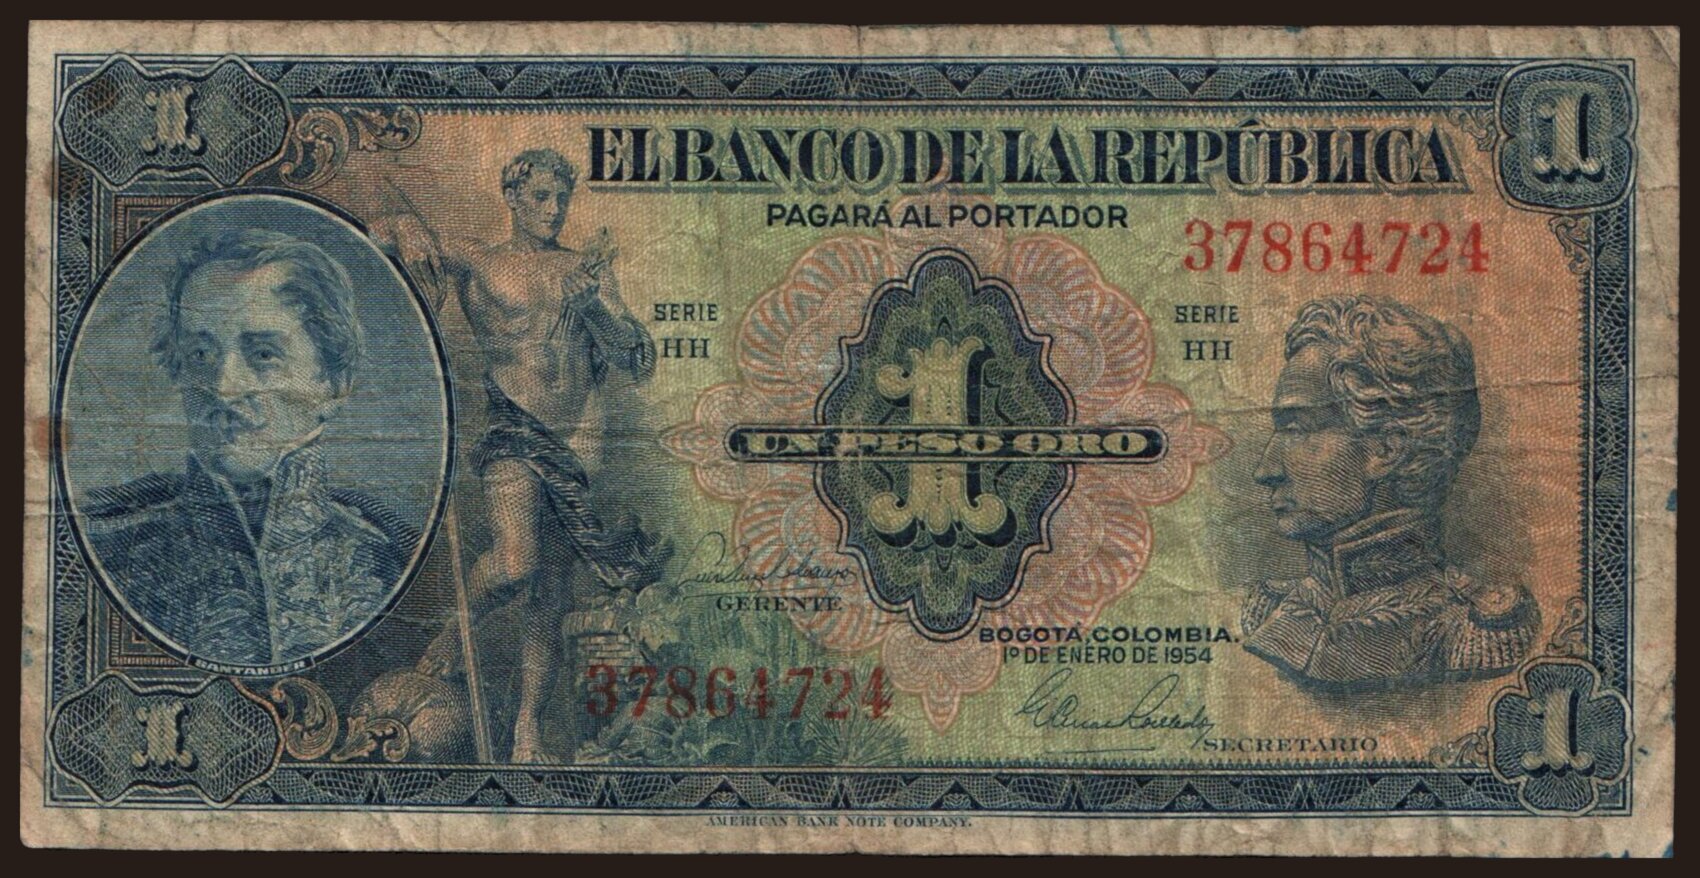 1
1
EL BANCO DE LA REPÚBLICA
PAGARÁ AL PORTADOR
37864724
SERIE
HH
SERIE
HH
1
UN PESO ORO
GERENTE
SANTANDER
BOGOTÁ, COLOMBIA.
1º DE ENERO DE 1954
37864724
SECRETARIO
1
1
AMERICAN BANK NOTE COMPANY.